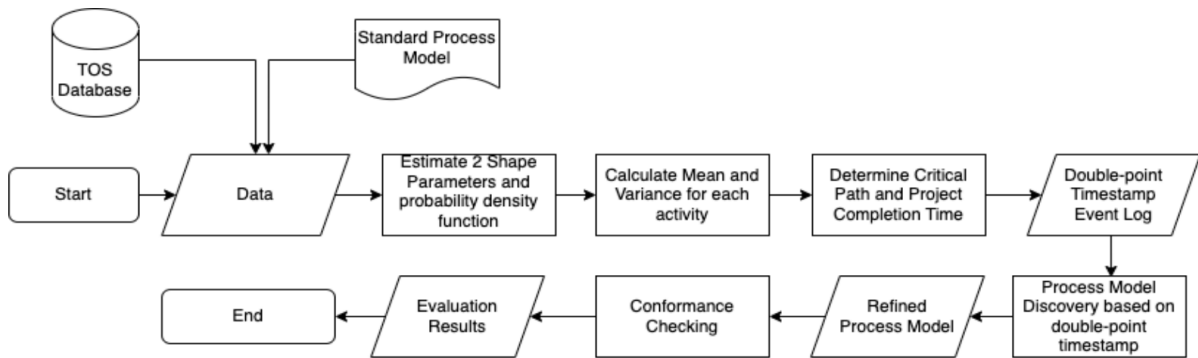 TOS
Database
Standard Process
Model
Start
Data
Estimate 2 Shape
Parameters and
probability density
function
Calculate Mean and
Variance for each
activity
Determine Critical
Path and Project
Completion Time
Double-point
Timestamp
Event Log
End
Evaluation
Results
Conformance
Checking
Refined
Process Model
Process Model
Discovery based on
double-point
timestamp